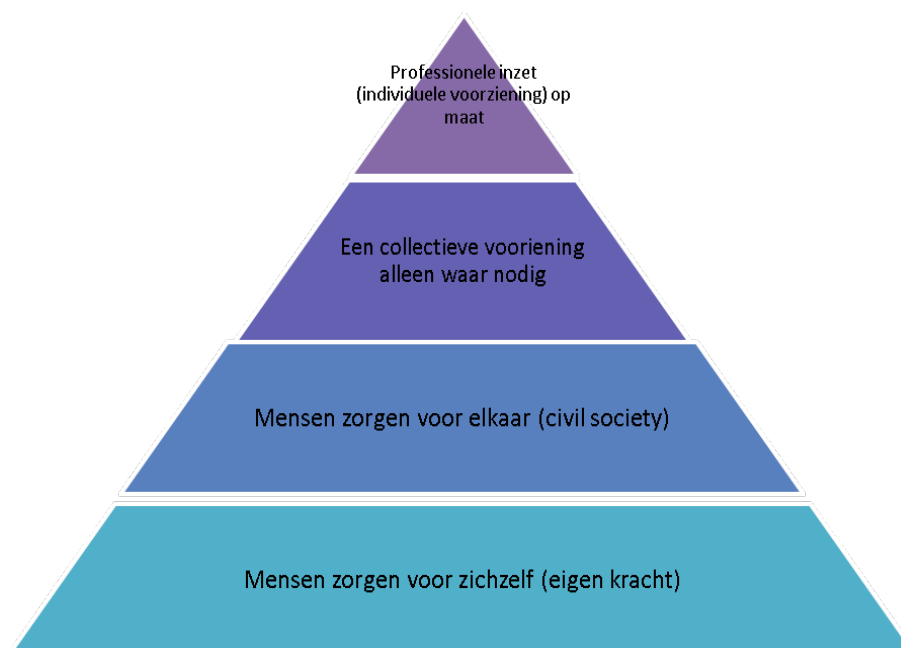 Professionele inzet
(individuele voorziening) op
maat
Een collectieve vooriening
alleen waar nodig
Mensen zorgen voor elkaar (civil society)
Mensen zorgen voor zichzelf (eigen kracht)